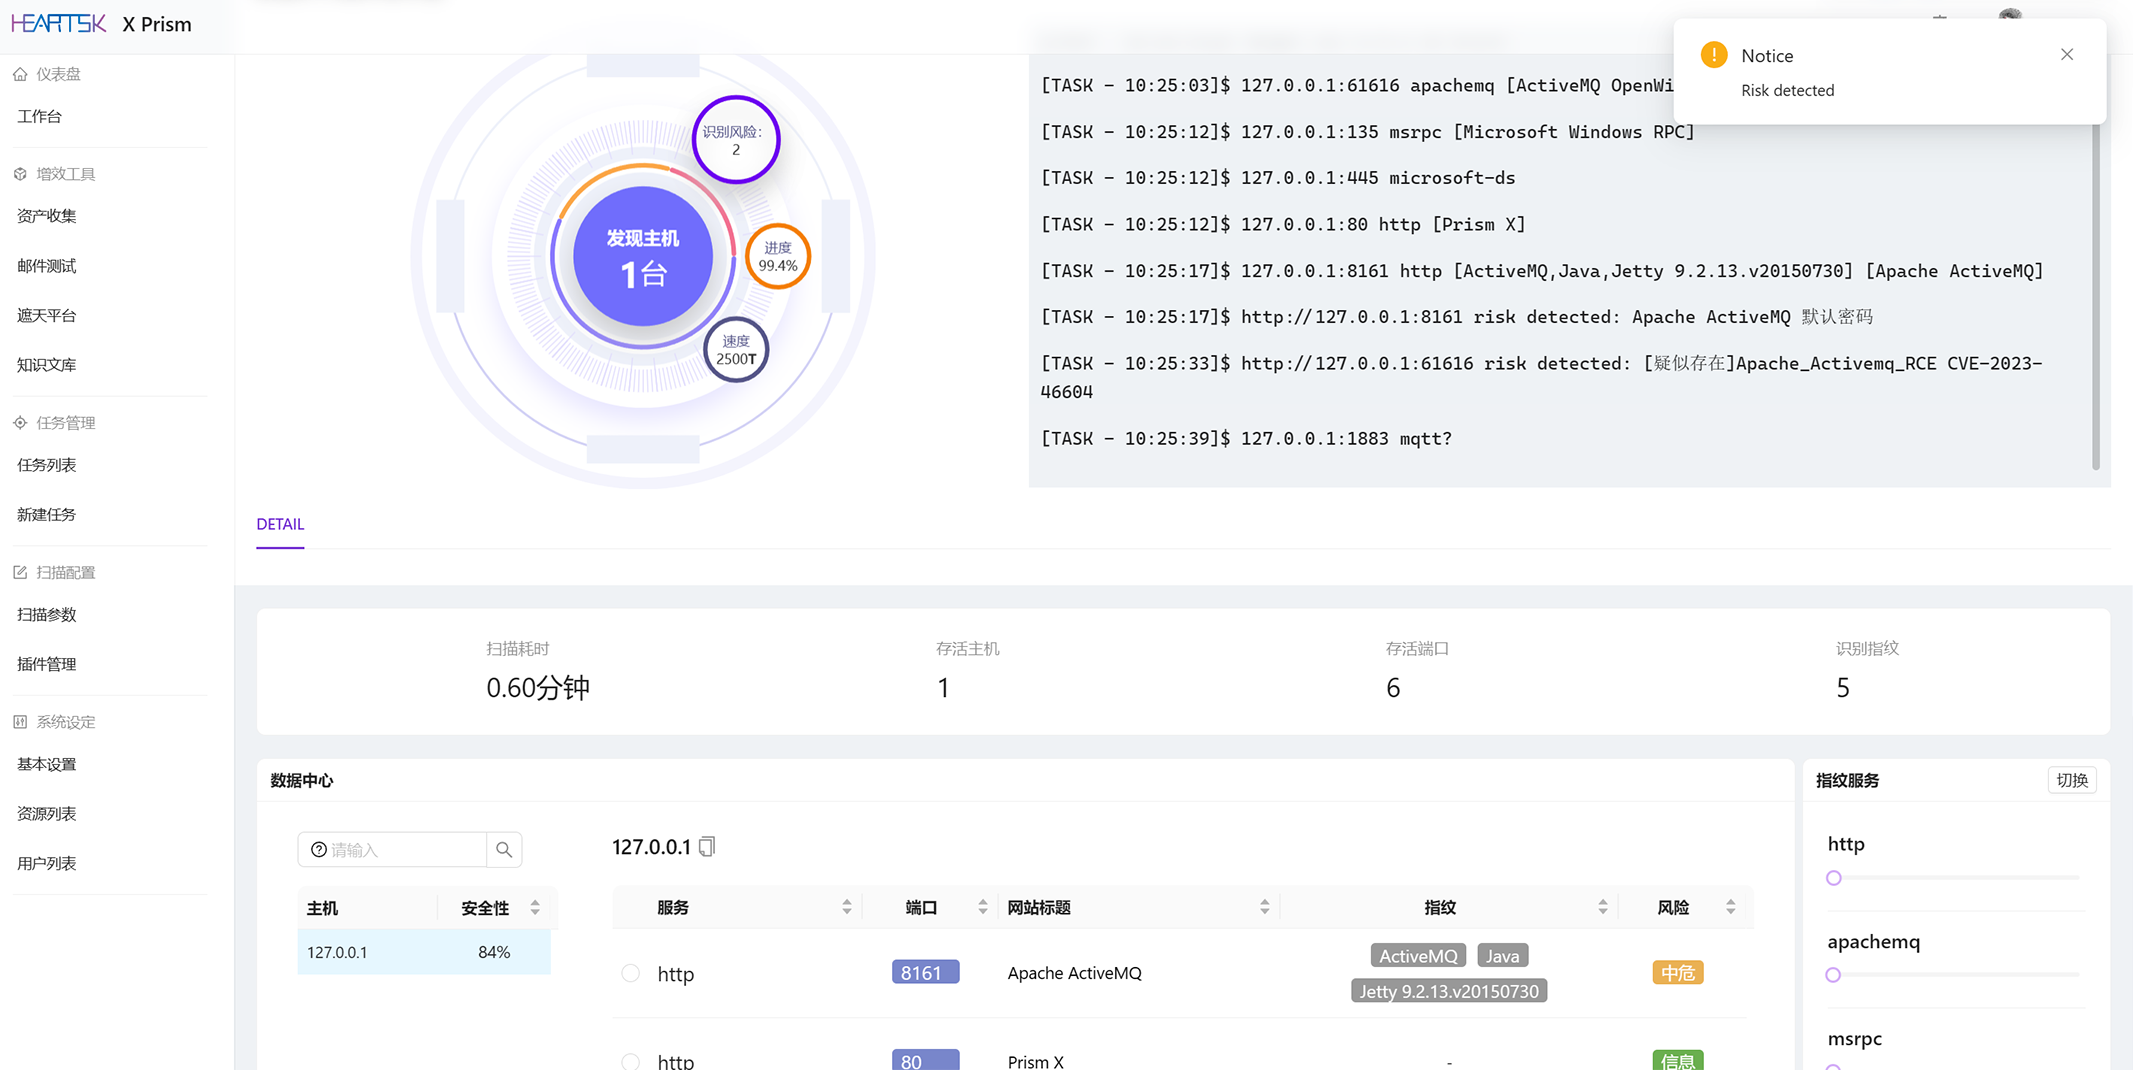 HEARTSK X Prism
仪表盘
工作台
增效工具
资产收集
邮件测试
遮天平台
知识文库
任务管理
任务列表
新建任务
扫描配置
扫描参数
插件管理
系统设定
基本设置
资源列表
用户列表
识别风险:
2
发现主机
1台
进度
99.4%
速度
2500T
[TASK - 10:25:03]$ 127.0.0.1:61616 apachemq [ActiveMQ OpenWi
[TASK - 10:25:12]$ 127.0.0.1:135 msrpc [Microsoft Windows RPC]
[TASK - 10:25:12]$ 127.0.0.1:445 microsoft-ds
[TASK - 10:25:12]$ 127.0.0.1:80 http [Prism X]
[TASK - 10:25:17]$ 127.0.0.1:8161 http [ActiveMQ,Java,Jetty 9.2.13.v20150730] [Apache ActiveMQ]
[TASK - 10:25:17]$ http://127.0.0.1:8161 risk detected: Apache ActiveMQ 默认密码
[TASK - 10:25:33]$ http://127.0.0.1:61616 risk detected: [疑似存在]Apache_Activemq_RCE CVE-2023-
46604
[TASK - 10:25:39]$ 127.0.0.1:1883 mqtt?
Notice
Risk detected
DETAIL
扫描耗时
0.60分钟
存活主机
1
存活端口
6
识别指纹
5
数据中心
请输入
主机 安全性
127.0.0.1 84%
127.0.0.1
服务 端口 网站标题 指纹 风险
http 8161 Apache ActiveMQ ActiveMQ Java Jetty 9.2.13.v20150730 中危
http 80 Prism X - 信息
指纹服务 切换
http
apachemq
msrpc